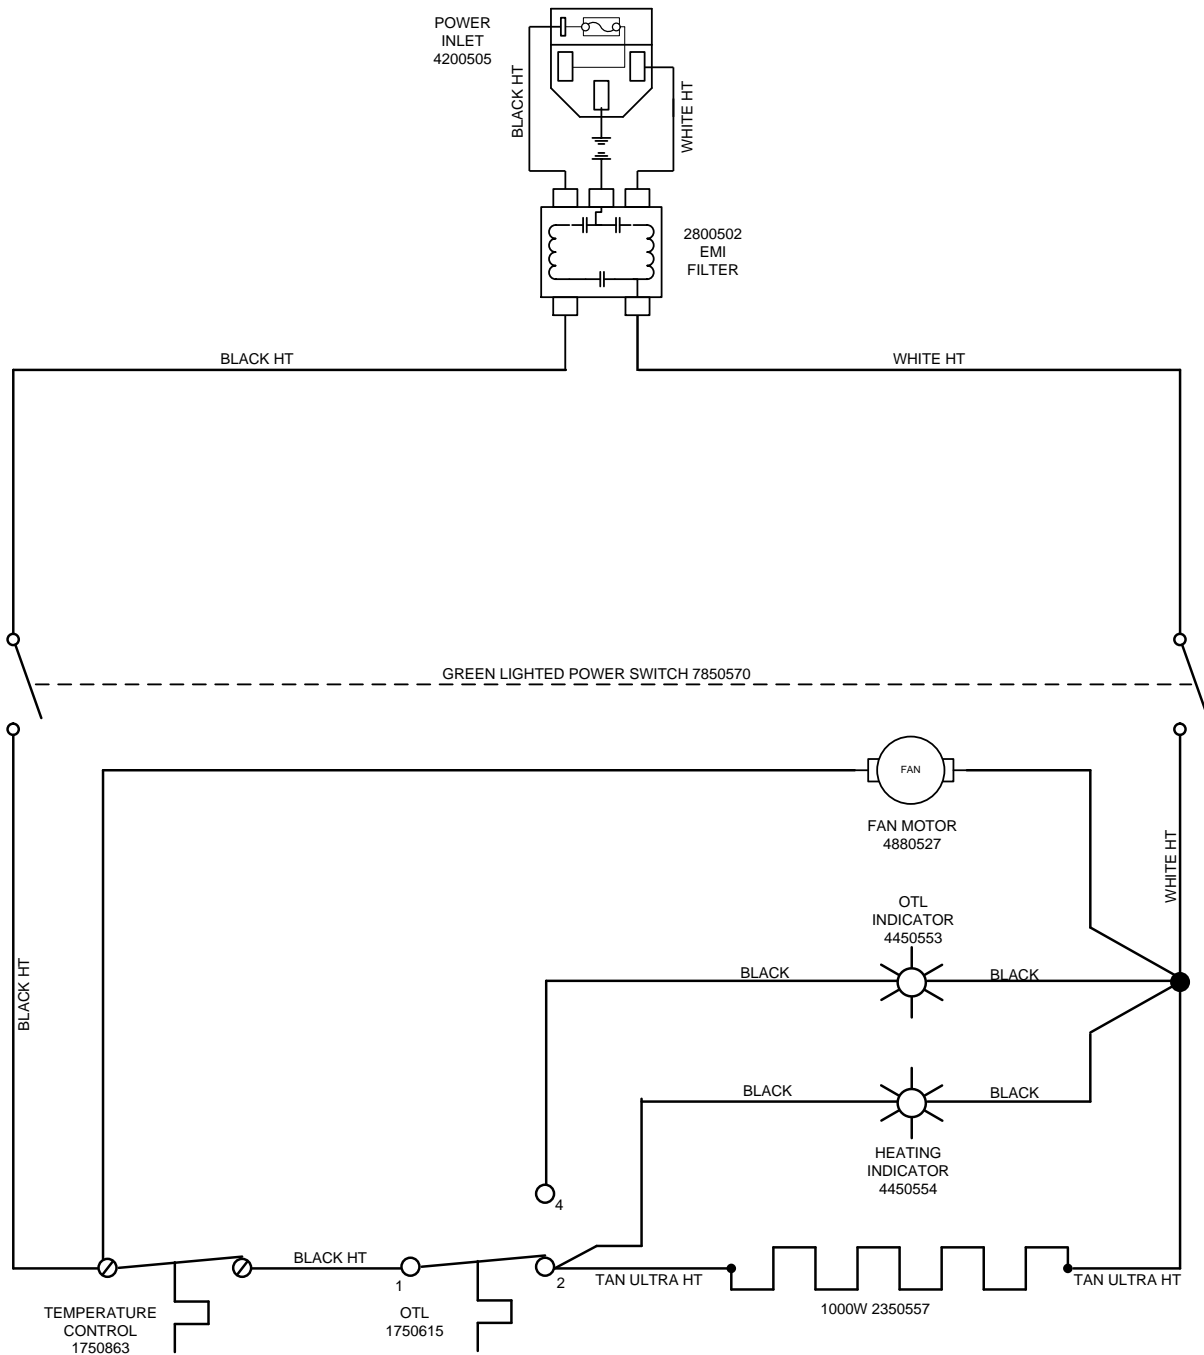 POWER
INLET
4200505
BLACK HT
WHITE HT
2800502
EMI
FILTER
BLACK HT
WHITE HT
GREEN LIGHTED POWER SWITCH 7850570
FAN
FAN MOTOR
4880527
WHITE HT
OTL
INDICATOR
4450553
BLACK
BLACK
BLACK HT
BLACK
BLACK
HEATING
INDICATOR
4450554
4
BLACK HT
1
2
TAN ULTRA HT
TAN ULTRA HT
1000W 2350557
TEMPERATURE
CONTROL
1750863
OTL
1750615